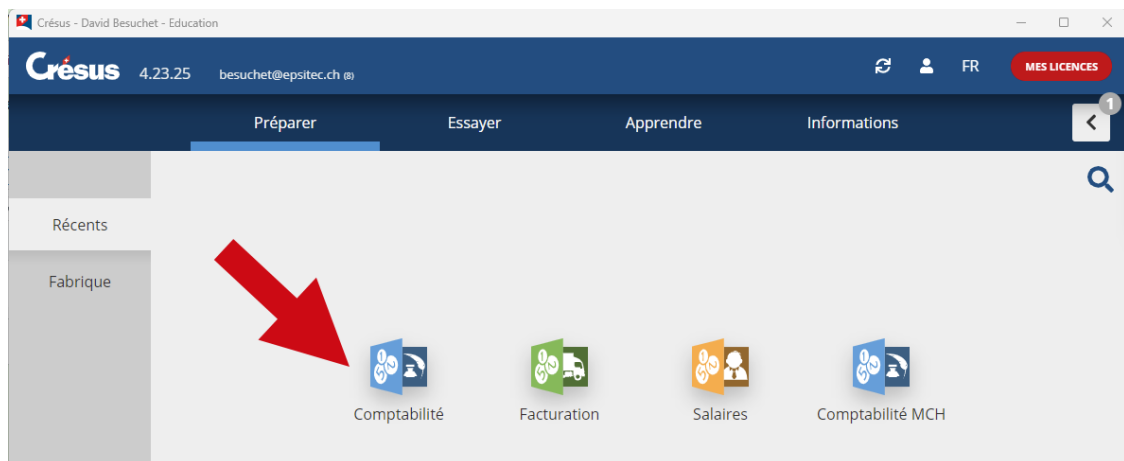 Crésus - David Besuchet - Education
Crésus 4.23.25 besuchet@epsitec.ch (8) FR MES LICENCES
Préparer Essayer Apprendre Informations 1
Récents
Fabrique
Comptabilité Facturation Salaires Comptabilité MCH